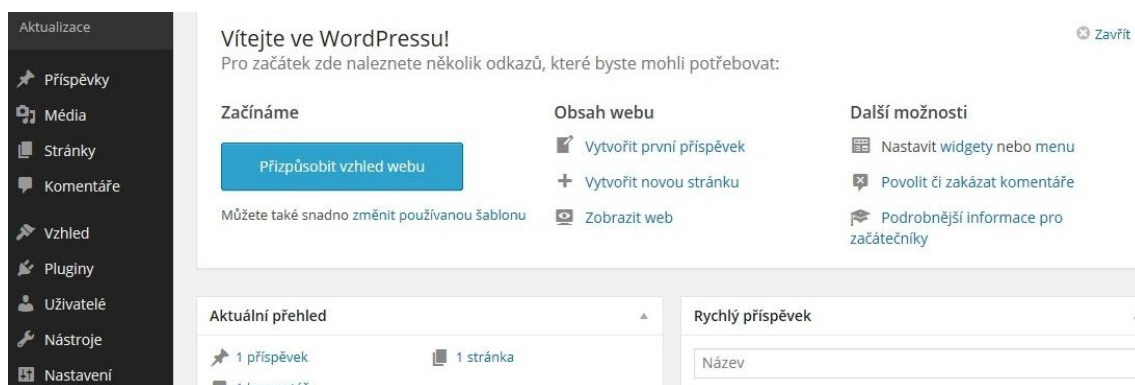 Aktualizace
Příspěvky
Média
Stránky
Komentáře
Vzhled
Pluginy
Uživatelé
Nástroje
Nastavení
Vítejte ve WordPressu!
Zavřít
Pro začátek zde naleznete několik odkazů, které byste mohli potřebovat:
Začínáme
Přizpůsobit vzhled webu
Můžete také snadno změnit používanou šablonu
Obsah webu
Vytvořit první příspěvek
Vytvořit novou stránku
Zobrazit web
Další možnosti
Nastavit widgety nebo menu
Povolit či zakázat komentáře
Podrobnější informace pro
začátečníky
Aktuální přehled
1 příspěvek
1 stránka
Rychlý příspěvek
Název